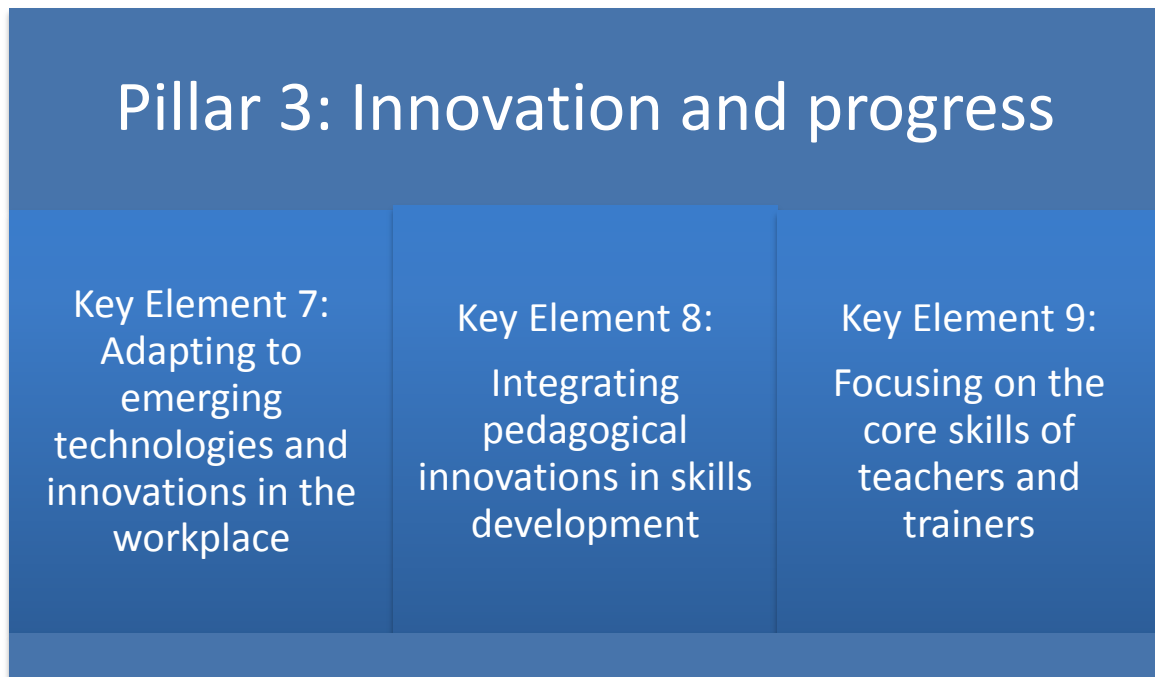 Pillar 3: Innovation and progress
Key Element 7:
Adapting to
emerging
technologies and
innovations in the
workplace
Key Element 8:
Integrating
pedagogical
innovations in skills
development
Key Element 9:
Focusing on the
core skills of
teachers and
trainers